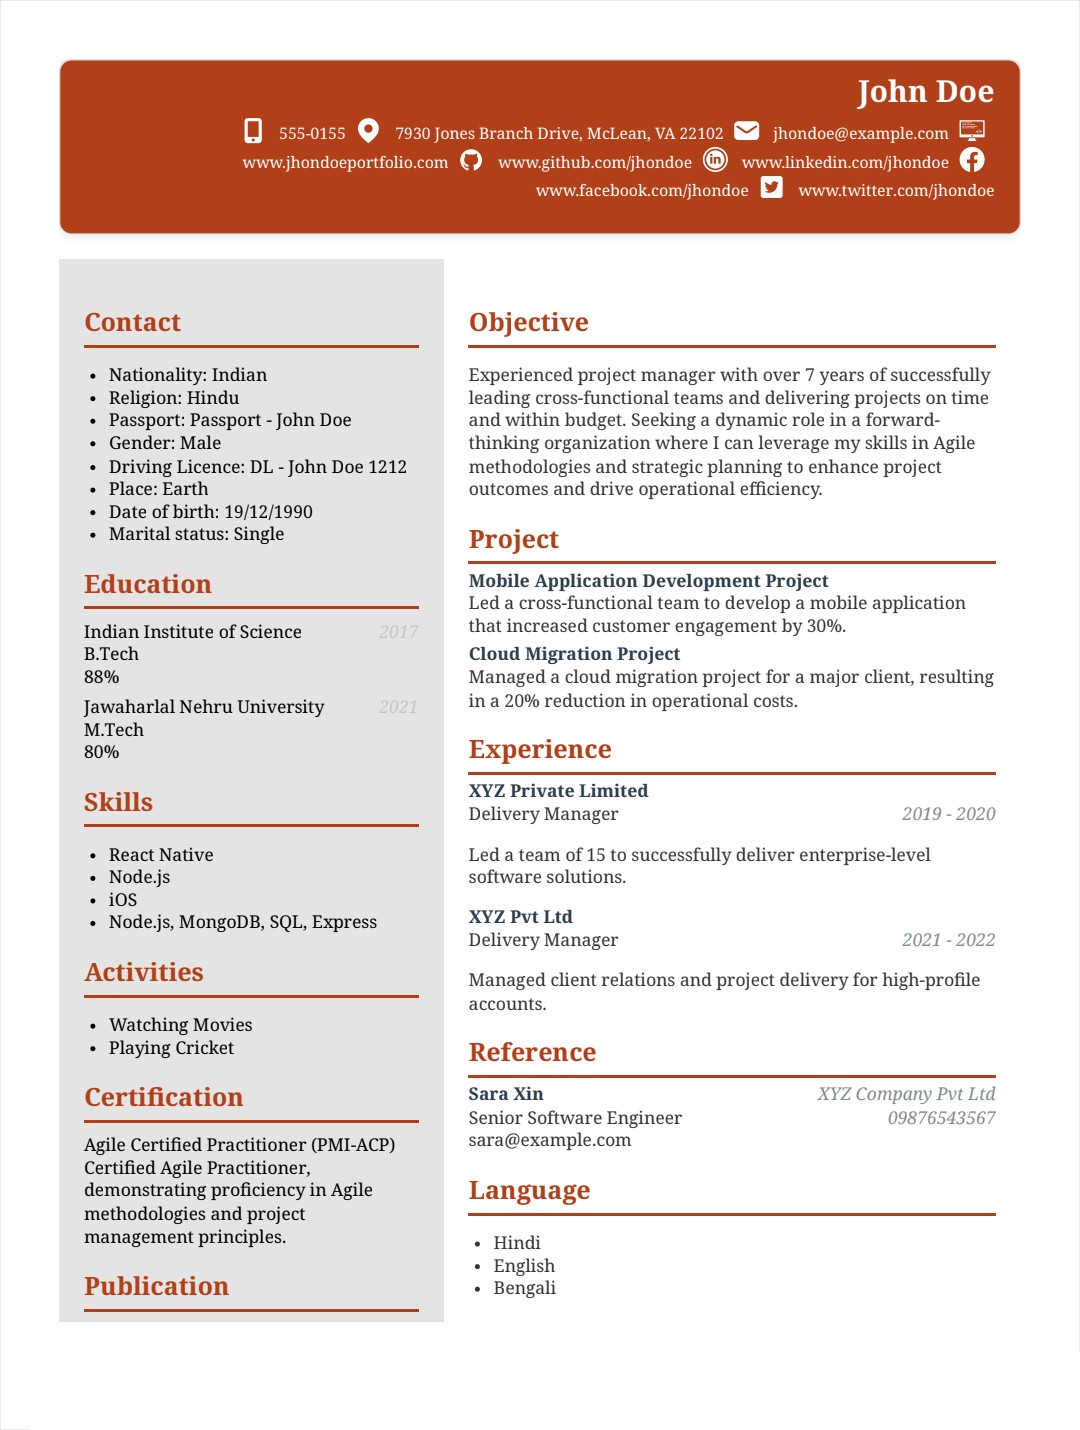 John Doe
555-0155 7930 Jones Branch Drive, McLean, VA 22102 jhondoe@example.com
www.jhondoeportfolio.com www.github.com/jhondoe www.linkedin.com/jhondoe
www.facebook.com/jhondoe www.twitter.com/jhondoe
Contact
• Nationality: Indian
• Religion: Hindu
• Passport: Passport - John Doe
• Gender: Male
• Driving Licence: DL - John Doe 1212
• Place: Earth
• Date of birth: 19/12/1990
• Marital status: Single
Education
Indian Institute of Science 2017
B.Tech
88%
Jawaharlal Nehru University 2021
M.Tech
80%
Skills
• React Native
• Node.js
• iOS
• Node.js, MongoDB, SQL, Express
Activities
• Watching Movies
• Playing Cricket
Certification
Agile Certified Practitioner (PMI-ACP)
Certified Agile Practitioner,
demonstrating proficiency in Agile
methodologies and project
management principles.
Publication
Objective
Experienced project manager with over 7 years of successfully
leading cross-functional teams and delivering projects on time
and within budget. Seeking a dynamic role in a forward-
thinking organization where I can leverage my skills in Agile
methodologies and strategic planning to enhance project
outcomes and drive operational efficiency.
Project
Mobile Application Development Project
Led a cross-functional team to develop a mobile application
that increased customer engagement by 30%.
Cloud Migration Project
Managed a cloud migration project for a major client, resulting
in a 20% reduction in operational costs.
Experience
XYZ Private Limited
Delivery Manager 2019 - 2020
Led a team of 15 to successfully deliver enterprise-level
software solutions.
XYZ Pvt Ltd
Delivery Manager 2021 - 2022
Managed client relations and project delivery for high-profile
accounts.
Reference
Sara Xin XYZ Company Pvt Ltd
Senior Software Engineer 09876543567
sara@example.com
Language
• Hindi
• English
• Bengali